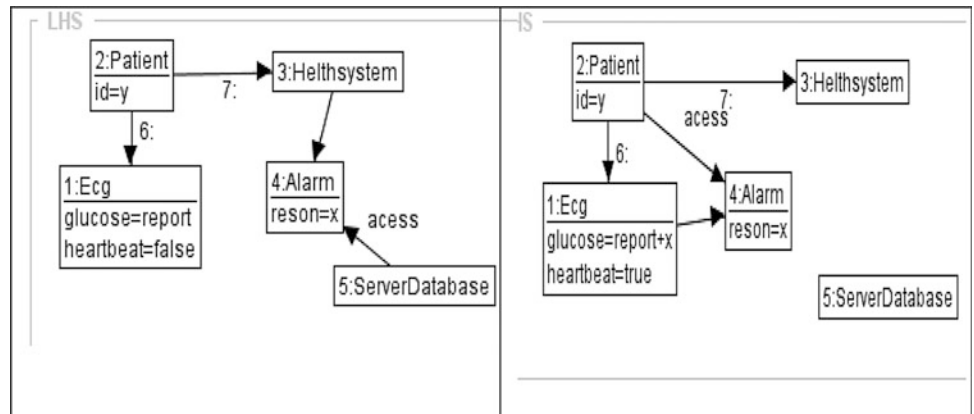 LHS
2:Patient
id=y
7:
3:Helthsystem
6:
1:Ecg
glucose=report
heartbeat=false
4:Alarm
reson=x
acess
5:ServerDatabase
IS
2:Patient
id=y
7:
acess
3:Helthsystem
6:
1:Ecg
glucose=report+x
heartbeat=true
4:Alarm
reson=x
5:ServerDatabase